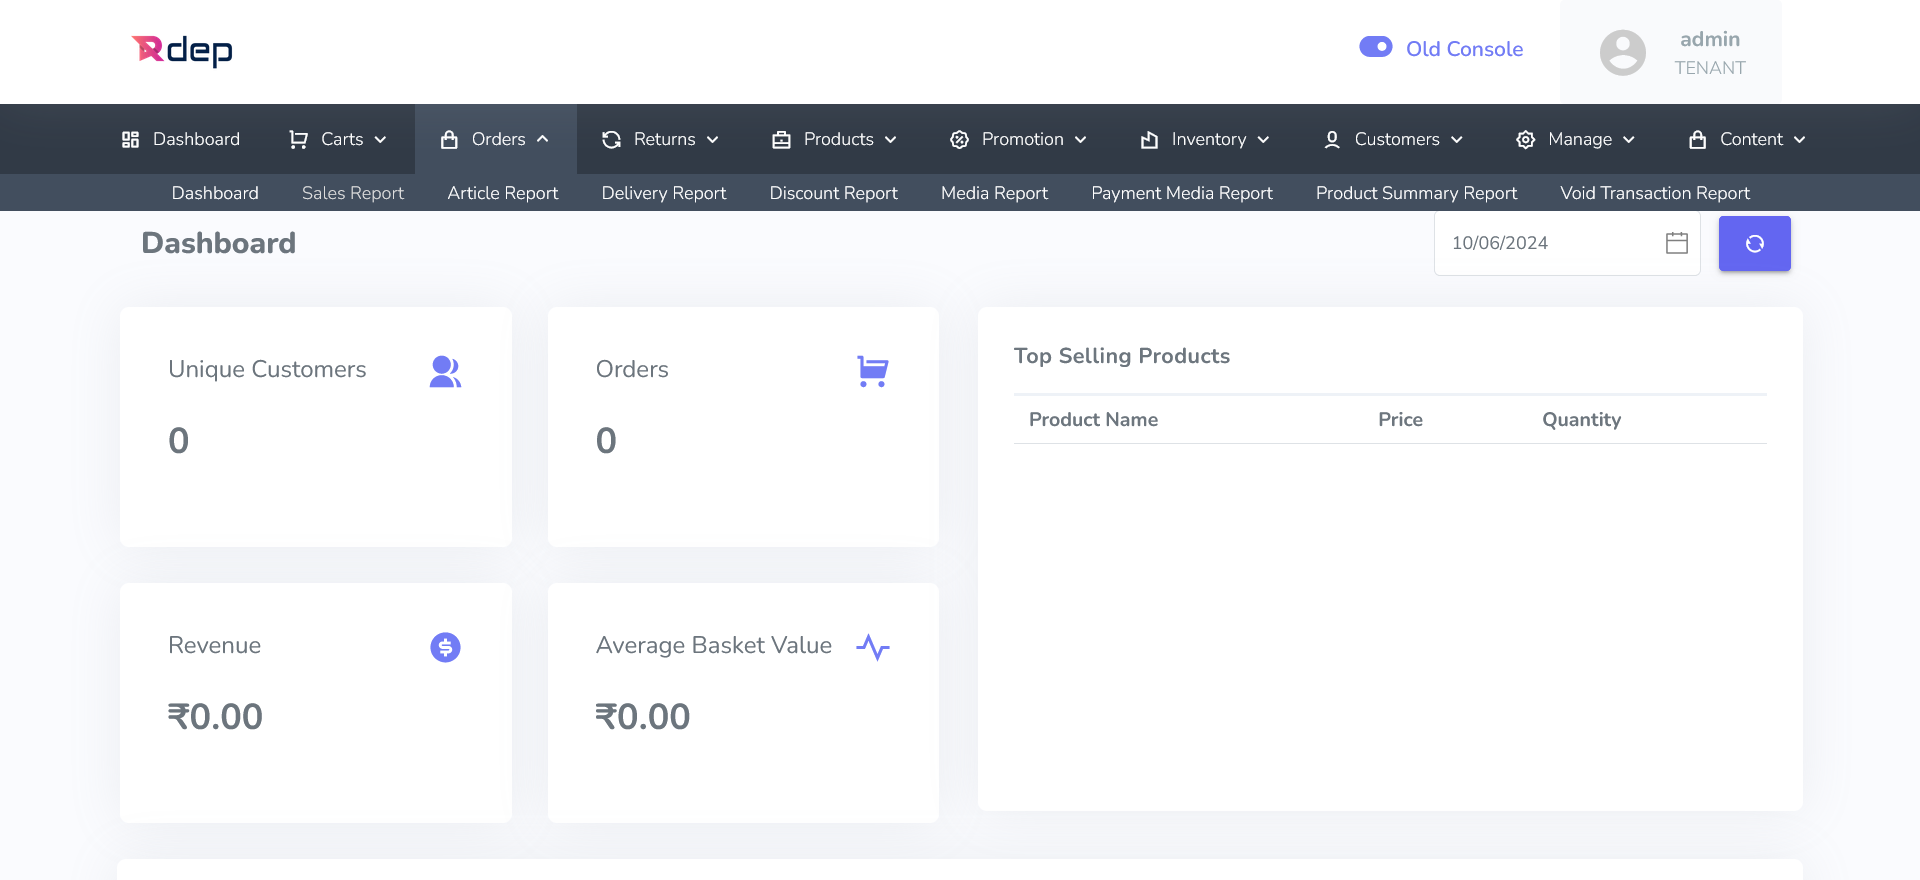 Rdep
Old Console
admin
TENANT
Dashboard Carts Orders Returns Products Promotion Inventory Customers Manage Content
Dashboard Sales Report Article Report Delivery Report Discount Report Media Report Payment Media Report Product Summary Report Void Transaction Report
Dashboard
10/06/2024
Unique Customers
0
Orders
0
Revenue
₹0.00
Average Basket Value
₹0.00
Top Selling Products
Product Name Price Quantity